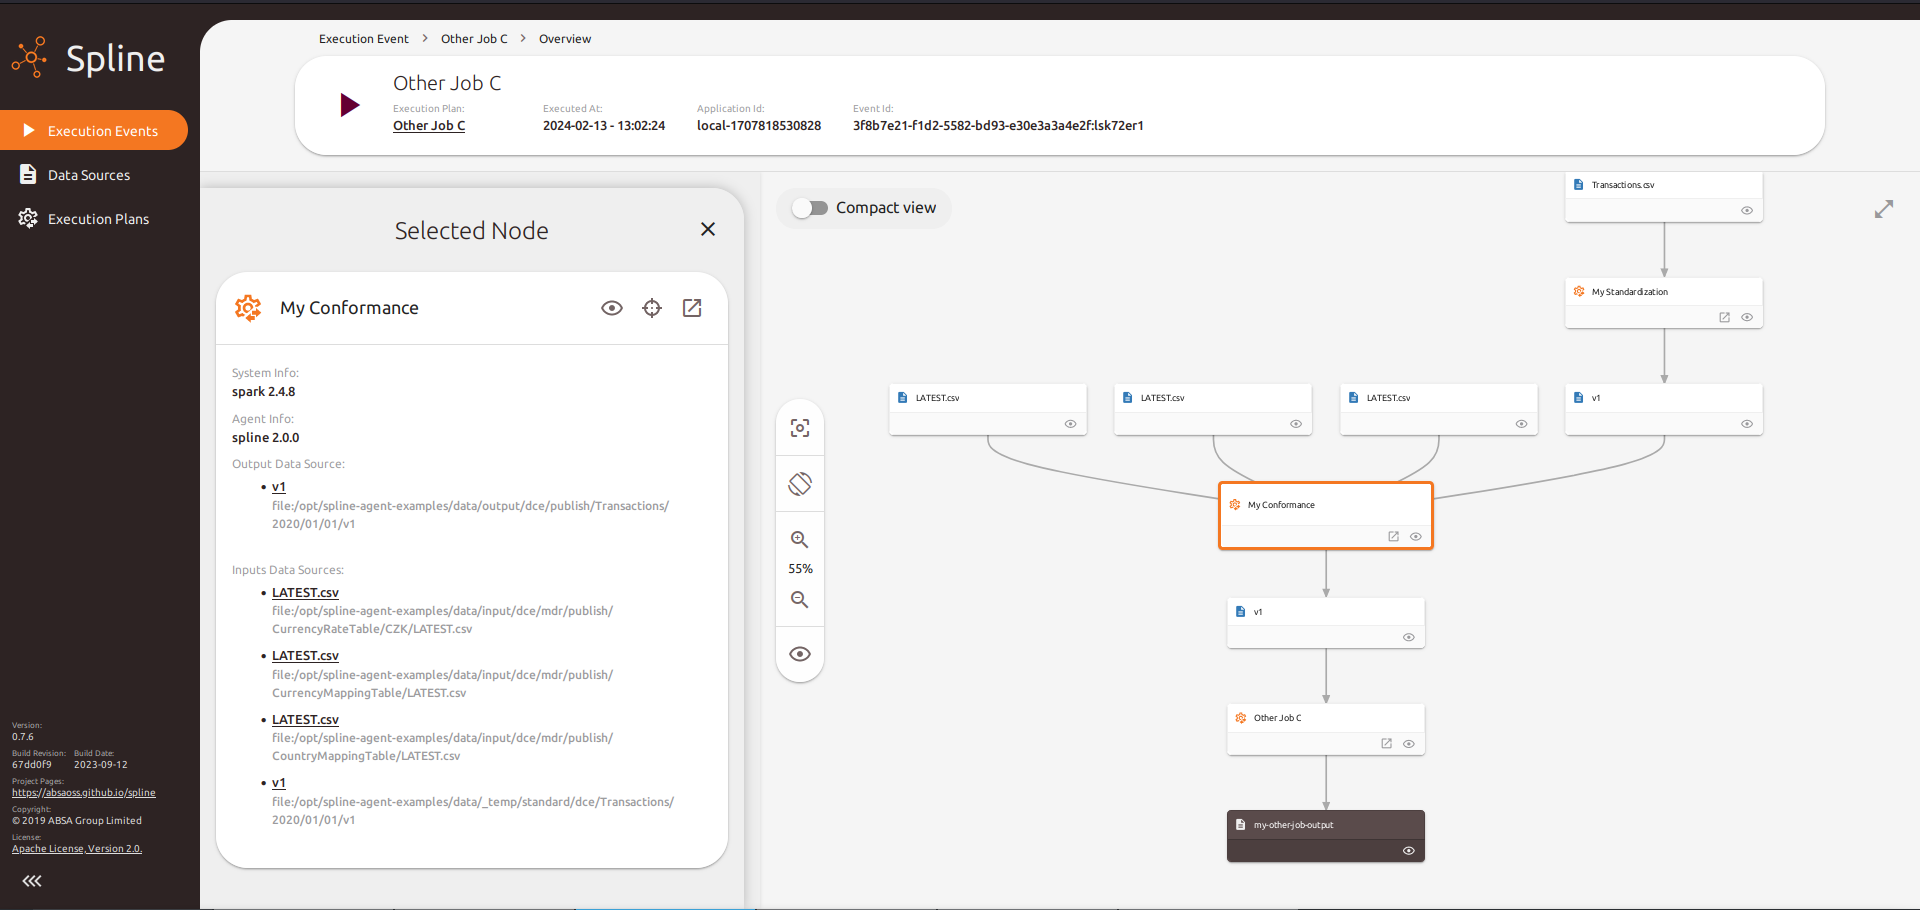 Spline
Execution Events
Data Sources
Execution Plans
Version:
0.7.6
Build Revision: Build Date:
67dd0f9 2023-09-12
Project Pages:
https://absaoss.github.io/spline
Copyright:
© 2019 ABSA Group Limited
License:
Apache License, Version 2.0.
Execution Event > Other Job C > Overview
Other Job C
Execution Plan: Executed At: Application Id: Event Id:
Other Job C 2024-02-13 - 13:02:24 local-1707818530828 3f8b7e21-f1d2-5582-bd93-e30e3a3a4e2f:lsk72er1
Selected Node
My Conformance
System Info:
spark 2.4.8
Agent Info:
spline 2.0.0
Output Data Source:
• v1
file:/opt/spline-agent-examples/data/output/dce/publish/Transactions/
2020/01/01/v1
Inputs Data Sources:
• LATEST.csv
file:/opt/spline-agent-examples/data/input/dce/mdr/publish/
CurrencyRateTable/CZK/LATEST.csv
• LATEST.csv
file:/opt/spline-agent-examples/data/input/dce/mdr/publish/
CurrencyMappingTable/LATEST.csv
• LATEST.csv
file:/opt/spline-agent-examples/data/input/dce/mdr/publish/
CountryMappingTable/LATEST.csv
• v1
file:/opt/spline-agent-examples/data/_temp/standard/dce/Transactions/
2020/01/01/v1
Compact view
55%
Transactions.csv
My Standardization
LATEST.csv LATEST.csv LATEST.csv v1
My Conformance
v1
Other Job C
my-other-job-output